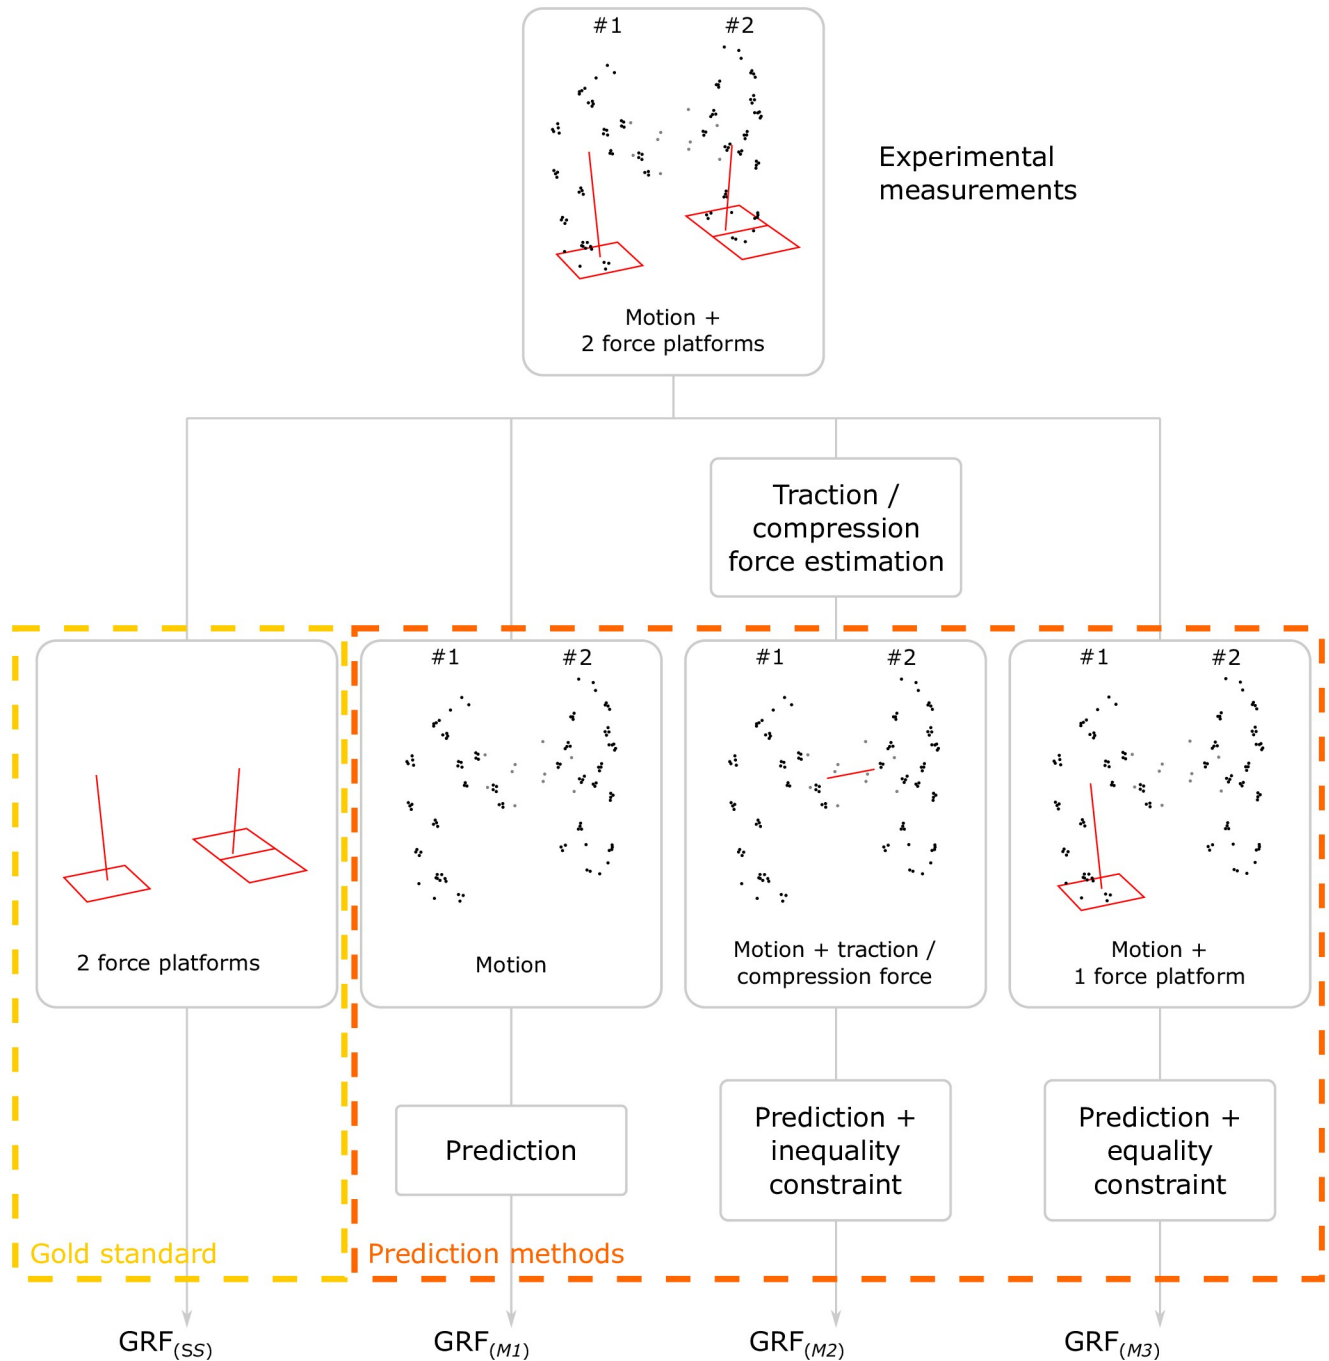 #1 #2
Experimental
measurements
Motion +
2 force platforms
Traction /
compression
force estimation
#1 #2
#1 #2
#1 #2
2 force platforms
Motion
Motion + traction /
compression force
Motion +
1 force platform
Prediction
Prediction +
inequality
constraint
Prediction +
equality
constraint
Gold standard
Prediction methods
GRF(SS)
GRF(M1)
GRF(M2)
GRF(M3)